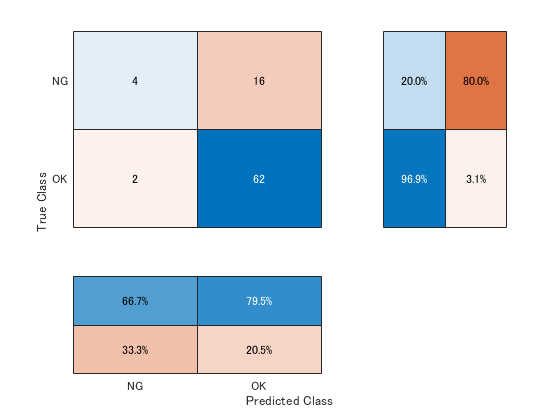 NG 4 16 20.0% 80.0%
OK 2 62 96.9% 3.1%
True Class
66.7% 79.5%
33.3% 20.5%
NG OK
Predicted Class